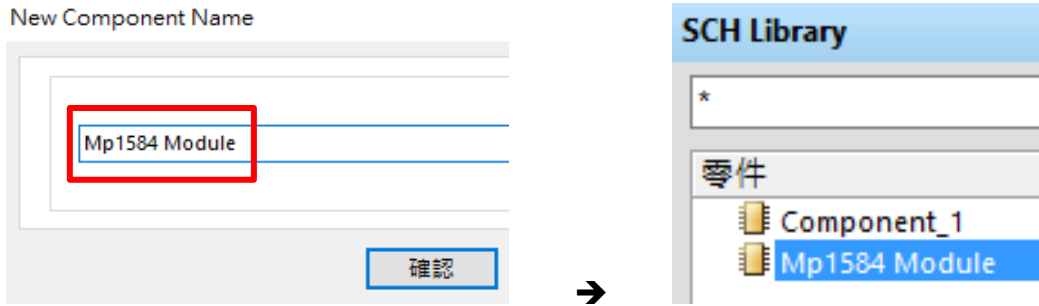 New Component Name
Mp1584 Module
確認
➔
SCH Library
*
零件
Component_1
Mp1584 Module